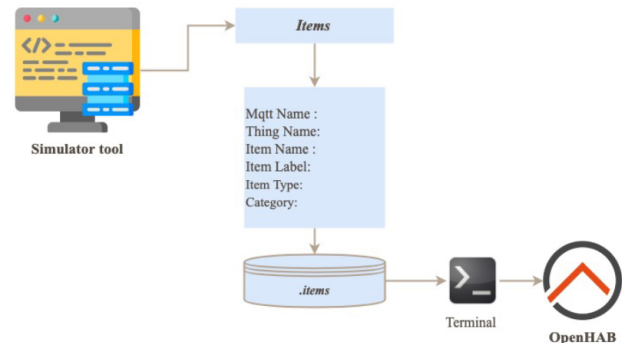 Items
Simulator tool
Mqtt Name :
Thing Name:
Item Name :
Item Label:
Item Type:
Category:
.items
Terminal
OpenHAB